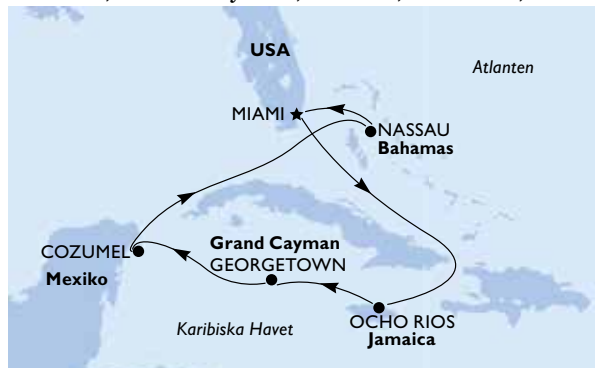 USA
Atlanten
MIAMI
NASSAU
Bahamas
Grand Cayman
COZUMEL
GEORGETOWN
Mexiko
OCHO RIOS
Karibiska Havet
Jamaica